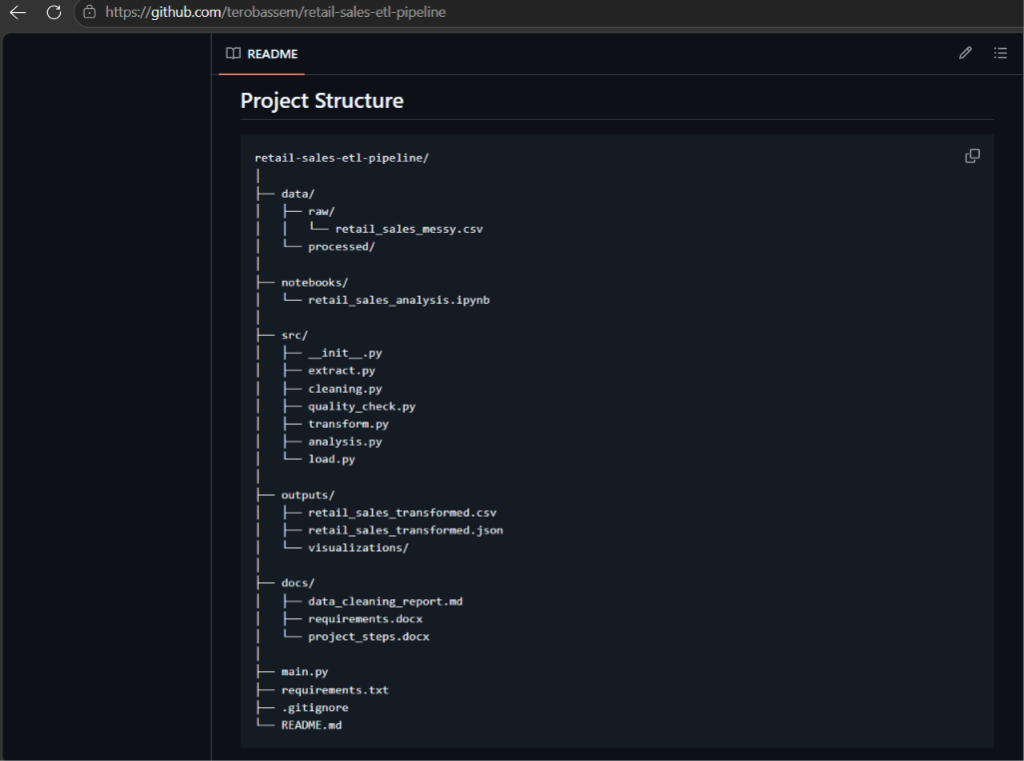 https://github.com/terobassem/retail-sales-etl-pipeline
README
Project Structure
retail-sales-etl-pipeline/
│
├── data/
│   ├── raw/
│   │   └── retail_sales_messy.csv
│   └── processed/
│
├── notebooks/
│   └── retail_sales_analysis.ipynb
│
├── src/
│   ├── __init__.py
│   ├── extract.py
│   ├── cleaning.py
│   ├── quality_check.py
│   ├── transform.py
│   ├── analysis.py
│   └── load.py
│
├── outputs/
│   ├── retail_sales_transformed.csv
│   ├── retail_sales_transformed.json
│   └── visualizations/
│
├── docs/
│   ├── data_cleaning_report.md
│   ├── requirements.docx
│   └── project_steps.docx
│
├── main.py
├── requirements.txt
├── .gitignore
└── README.md